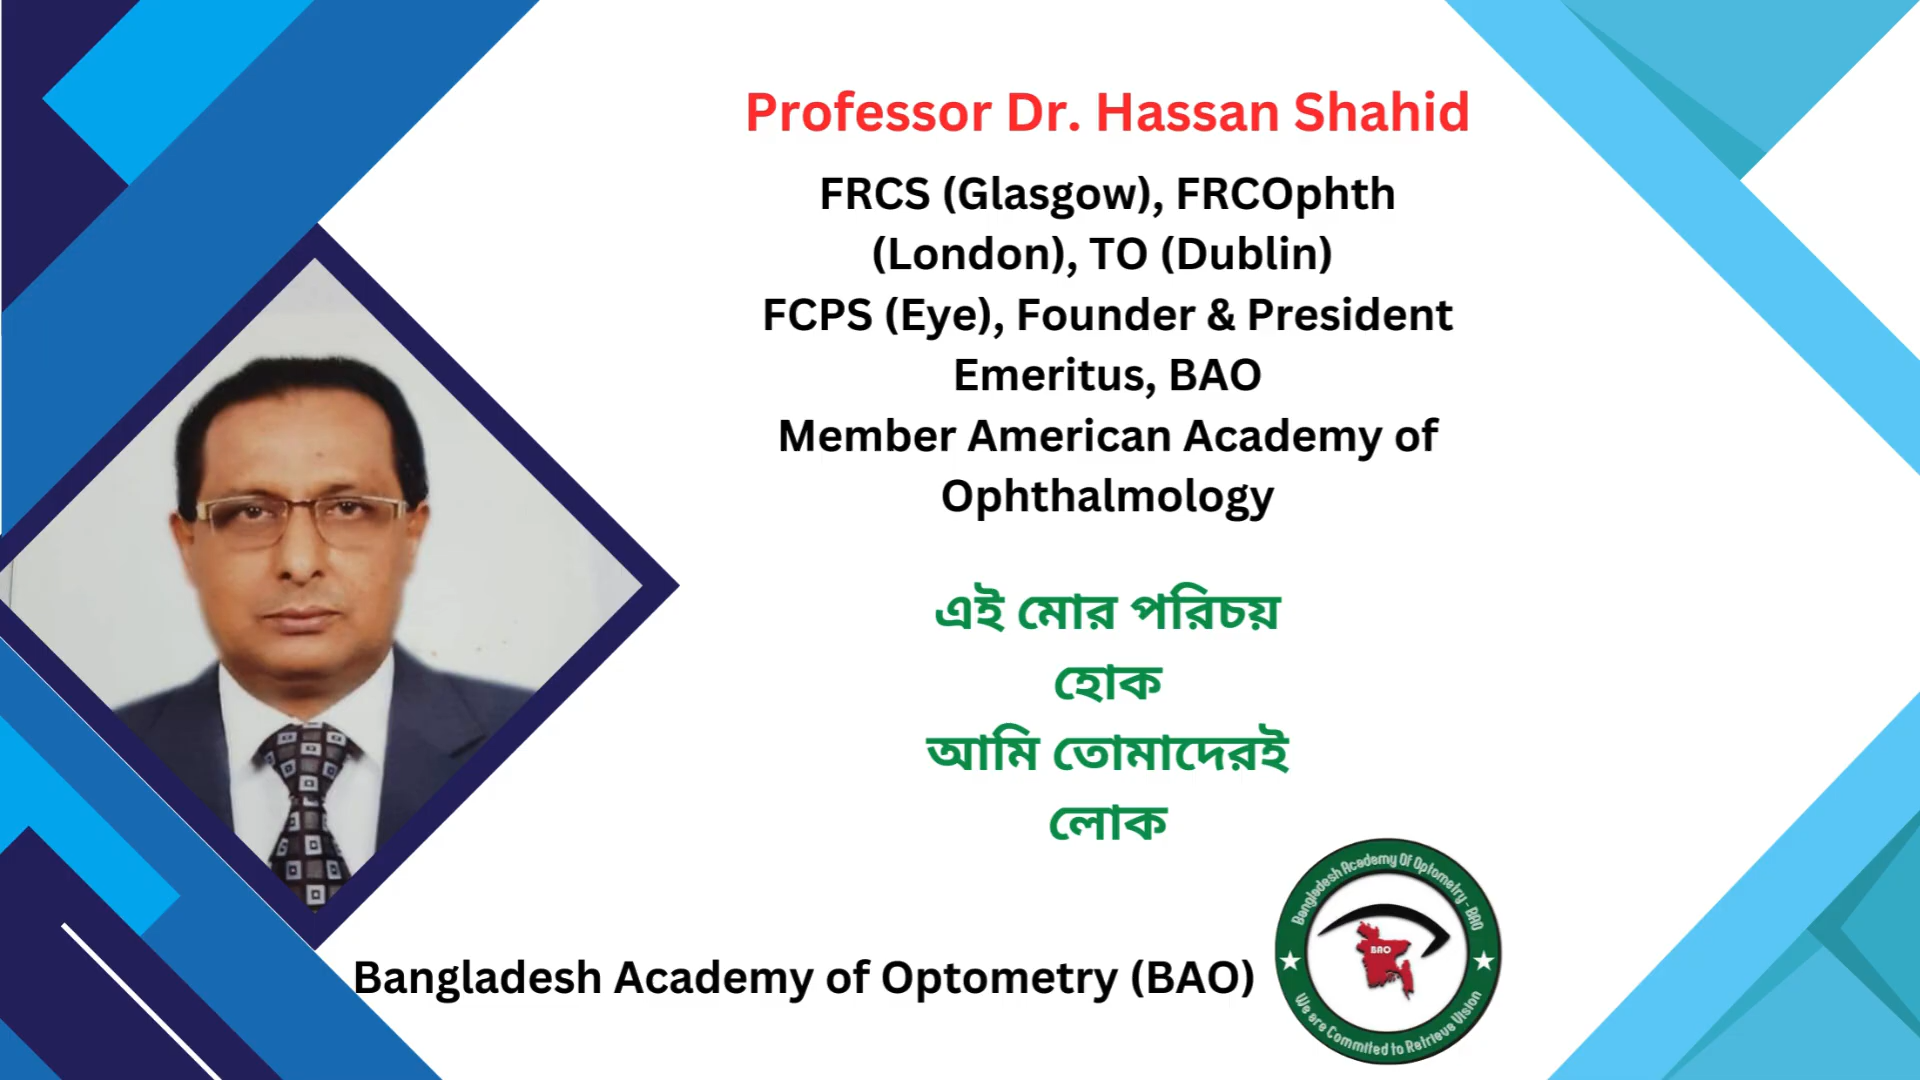 Professor Dr. Hassan Shahid
FRCS (Glasgow), FRCOphth
(London), TO (Dublin)
FCPS (Eye), Founder & President
Emeritus, BAO
Member American Academy of
Ophthalmology
এই মোর পরিচয়
হোক
আমি তোমাদেরই
লোক
Bangladesh Academy of Optometry (BAO)
Bangladesh Academy Of Optometry - BAO
BAO
We are Commited to Retrieve Vision